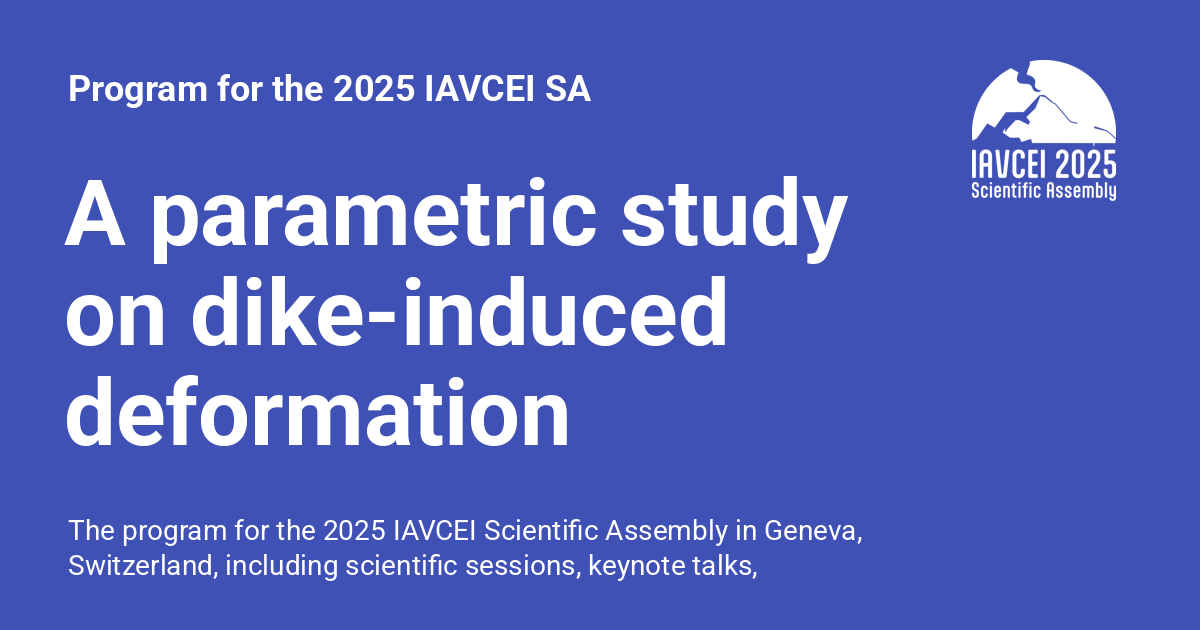 Program for the 2025 IAVCEI SA
IAVCEI 2025
Scientific Assembly
A parametric study
on dike-induced
deformation
The program for the 2025 IAVCEI Scientific Assembly in Geneva,
Switzerland, including scientific sessions, keynote talks,